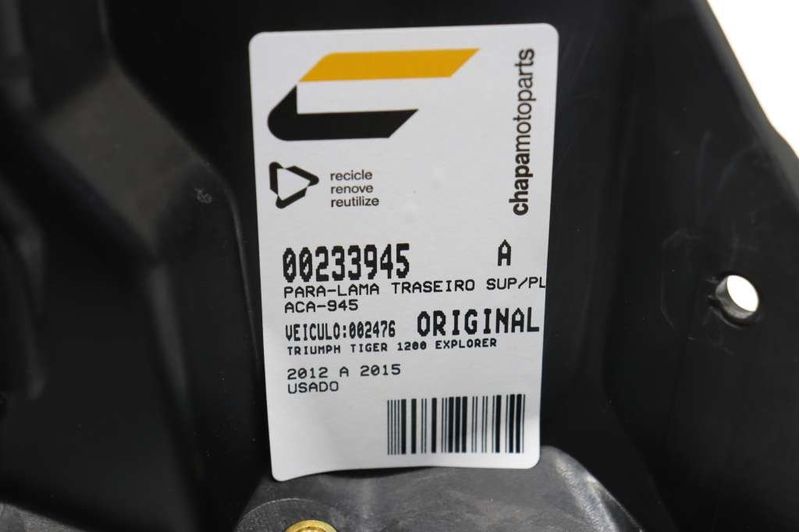 chapamotoparts
recicle
renove
reutilize
00233945 A
PARA-LAMA TRASEIRO SUP/PL
ACA-945
VEICULO:002476 ORIGINAL
TRIUMPH TIGER 1200 EXPLORER
2012 A 2015
USADO